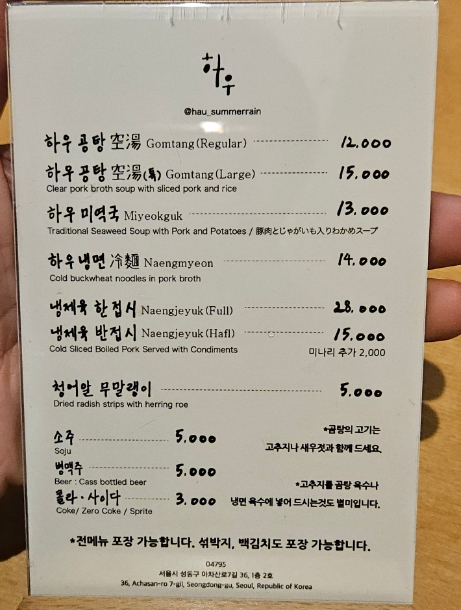 하우
@hau_summerrain
하우 공탕 空湯 Gomtang(Regular) 12,000
하우 공탕 空湯(특) Gomtang(Large) 15,000
Clear pork broth soup with sliced pork and rice
하우 미역국 Miyeokguk 13,000
Traditional Seaweed Soup with Pork and Potatoes / 豚肉とじゃがいも入りわかめスープ
하우냉면 冷麵 Naengmyeon 14,000
Cold buckwheat noodles in pork broth
냉제육 한접시 Naengjeyuk(Full) 28,000
냉제육 반접시 Naengjeyuk(Hafl) 15,000
Cold Sliced Boiled Pork Served with Condiments 미나리 추가 2,000
청어알 무말랭이 5,000
Dried radish strips with herring roe
소주 5,000
Soju
병맥주 5,000
Beer : Cass bottled beer
콜라·사이다 3,000
Coke/ Zero Coke / Sprite
*곰탕의 고기는
고추지나 새우젓과 함께 드세요.
*고추지를 곰탕 육수나
냉면 육수에 넣어 드시는것도 별미입니다.
*전메뉴 포장 가능합니다. 섞박지, 백김치도 포장 가능합니다.
04795
서울시 성동구 아차산로7길 36, 1층 2호
36, Achasan-ro 7-gil, Seongdong-gu, Seoul, Republic of Korea